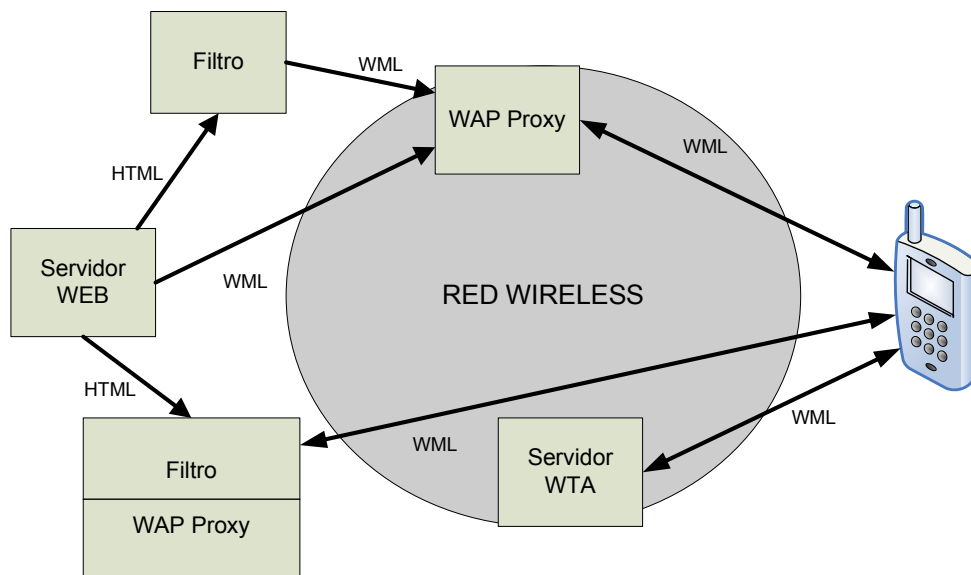 Filtro
WML
WAP Proxy
WML
HTML
Servidor
WEB
WML
RED WIRELESS
HTML
WML
WML
Servidor
WTA
Filtro
WAP Proxy